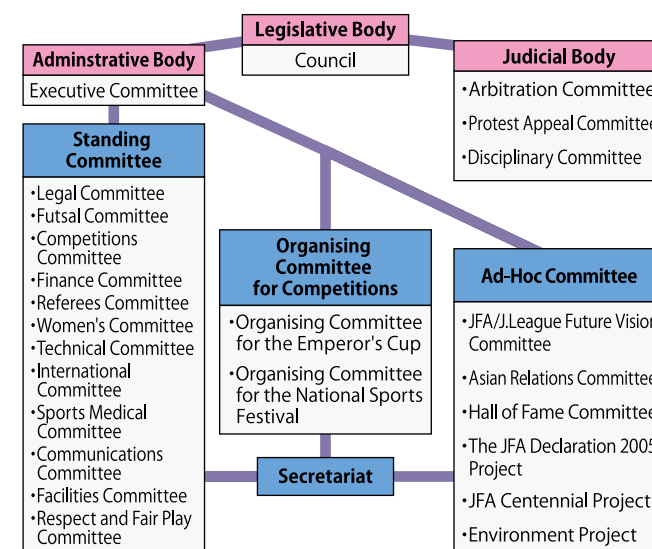 Legislative Body
Council
Adminstrative Body
Executive Committee
Judicial Body
・Arbitration Committee
・Protest Appeal Committee
・Disciplinary Committee
Standing
Committee
・Legal Committee
・Futsal Committee
・Competitions
Committee
・Finance Committee
・Referees Committee
・Women's Committee
・Technical Committee
・International
Committee
・Sports Medical
Committee
・Communications
Committee
・Facilities Committee
・Respect and Fair Play
Committee
Organising
Committee
for Competitions
・Organising Committee
for the Emperor's Cup
・Organising Committee
for the National Sports
Festival
Secretariat
Ad-Hoc Committee
・JFA/J.League Future Vision
Committee
・Asian Relations Committee
・Hall of Fame Committee
・The JFA Declaration 2005
Project
・JFA Centennial Project
・Environment Project